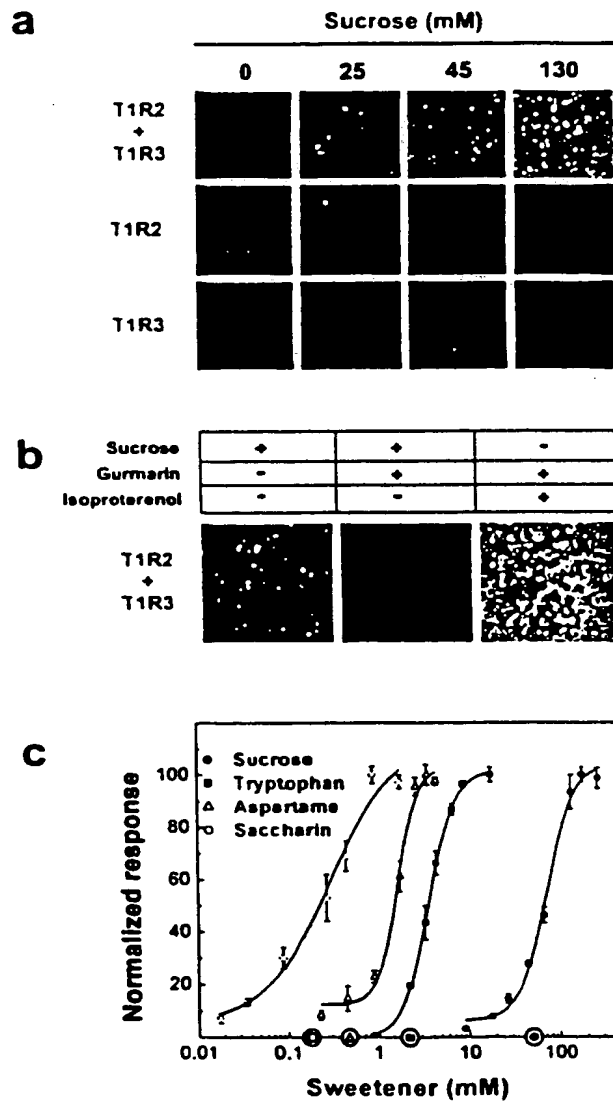 a
Sucrose (mM)
0 25 45 130
T1R2
+
T1R3
T1R2
T1R3
b
Sucrose + + -
Gurmarin - + +
Isoproterenol - - +
T1R2
+
T1R3
c
Sucrose
Tryptophan
Aspartame
Saccharin
Normalized response
100
80
60
40
20
0.01 0.1 1 10 100
Sweetener (mM)